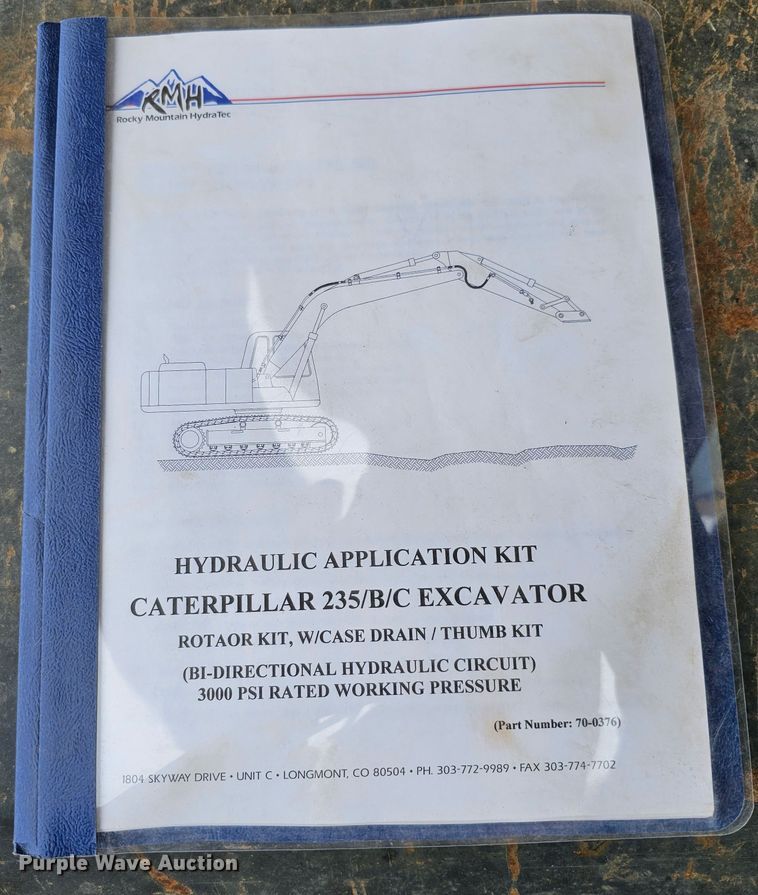 RMH
Rocky Mountain HydraTec
HYDRAULIC APPLICATION KIT
CATERPILLAR 235/B/C EXCAVATOR
ROTAOR KIT, W/CASE DRAIN / THUMB KIT
(BI-DIRECTIONAL HYDRAULIC CIRCUIT)
3000 PSI RATED WORKING PRESSURE
(Part Number: 70-0376)
1804 SKYWAY DRIVE • UNIT C • LONGMONT, CO 80504 • PH. 303-772-9989 • FAX 303-774-7702
Purple Wave Auction